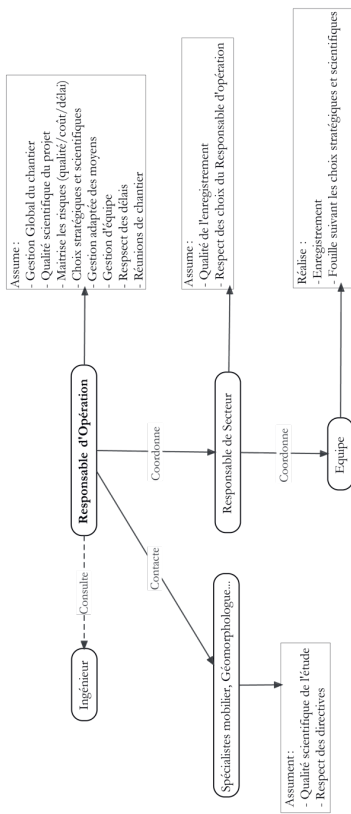 Ingénieur
Consulte
Responsable d'Opération
Assume :
- Gestion Global du chantier
- Qualité scientifique du projet
- Maitrise les risques (qualité/coût/délai)
- Choix stratégiques et scientifiques
- Gestion adaptée des moyens
- Gestion d'équipe
- Respsect des délais
- Réunions de chantier
Contacte
Coordonne
Spécialistes mobilier, Géomorphologue...
Responsable de Secteur
Assume :
- Qualité de l'enregistrement
- Respect des choix du Responsable d'opération
Coordonne
Assument :
- Qualité scientifique de l'étude
- Respect des directives
Equipe
Réalise :
- Enregistrement
- Fouille suivant les choix stratégiques et scientifiques